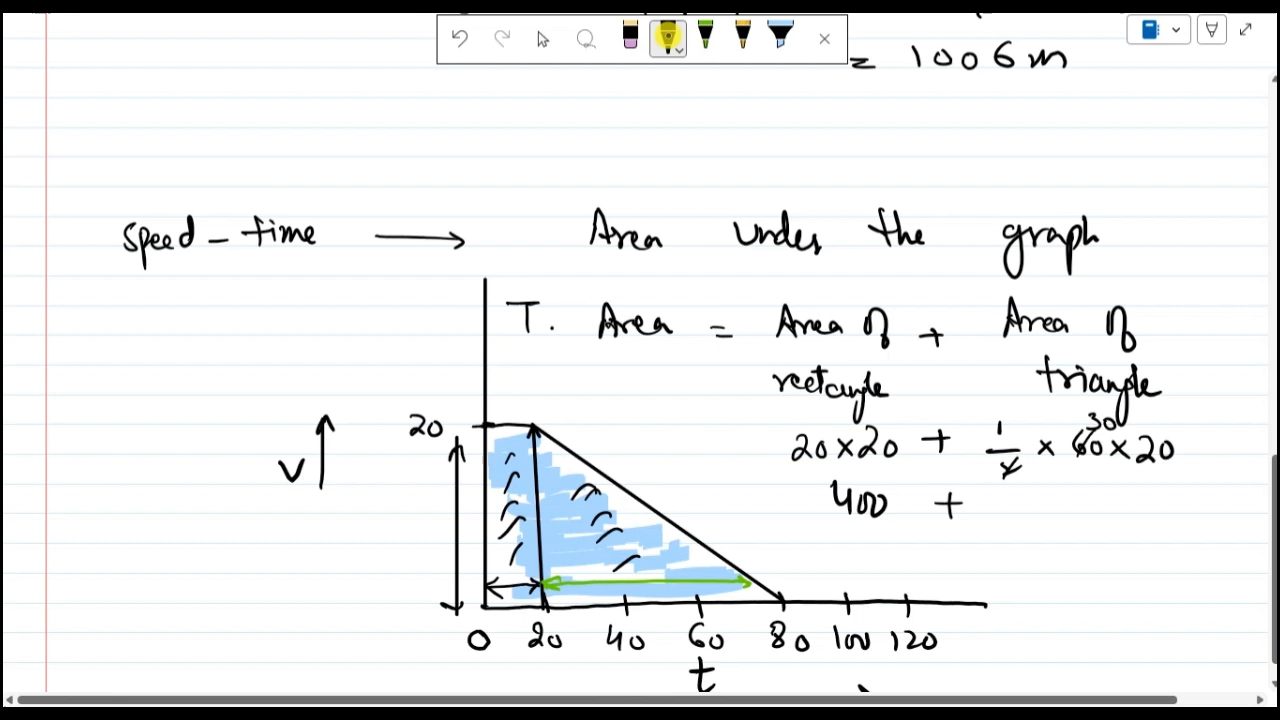 = 1006m
speed - time → Area under the graph
T. Area = Area of + Area of
rectangle triangle
20 v 20×20 + 1/2 × 60 30 × 20
400 +
0 20 40 60 80 100 120
t